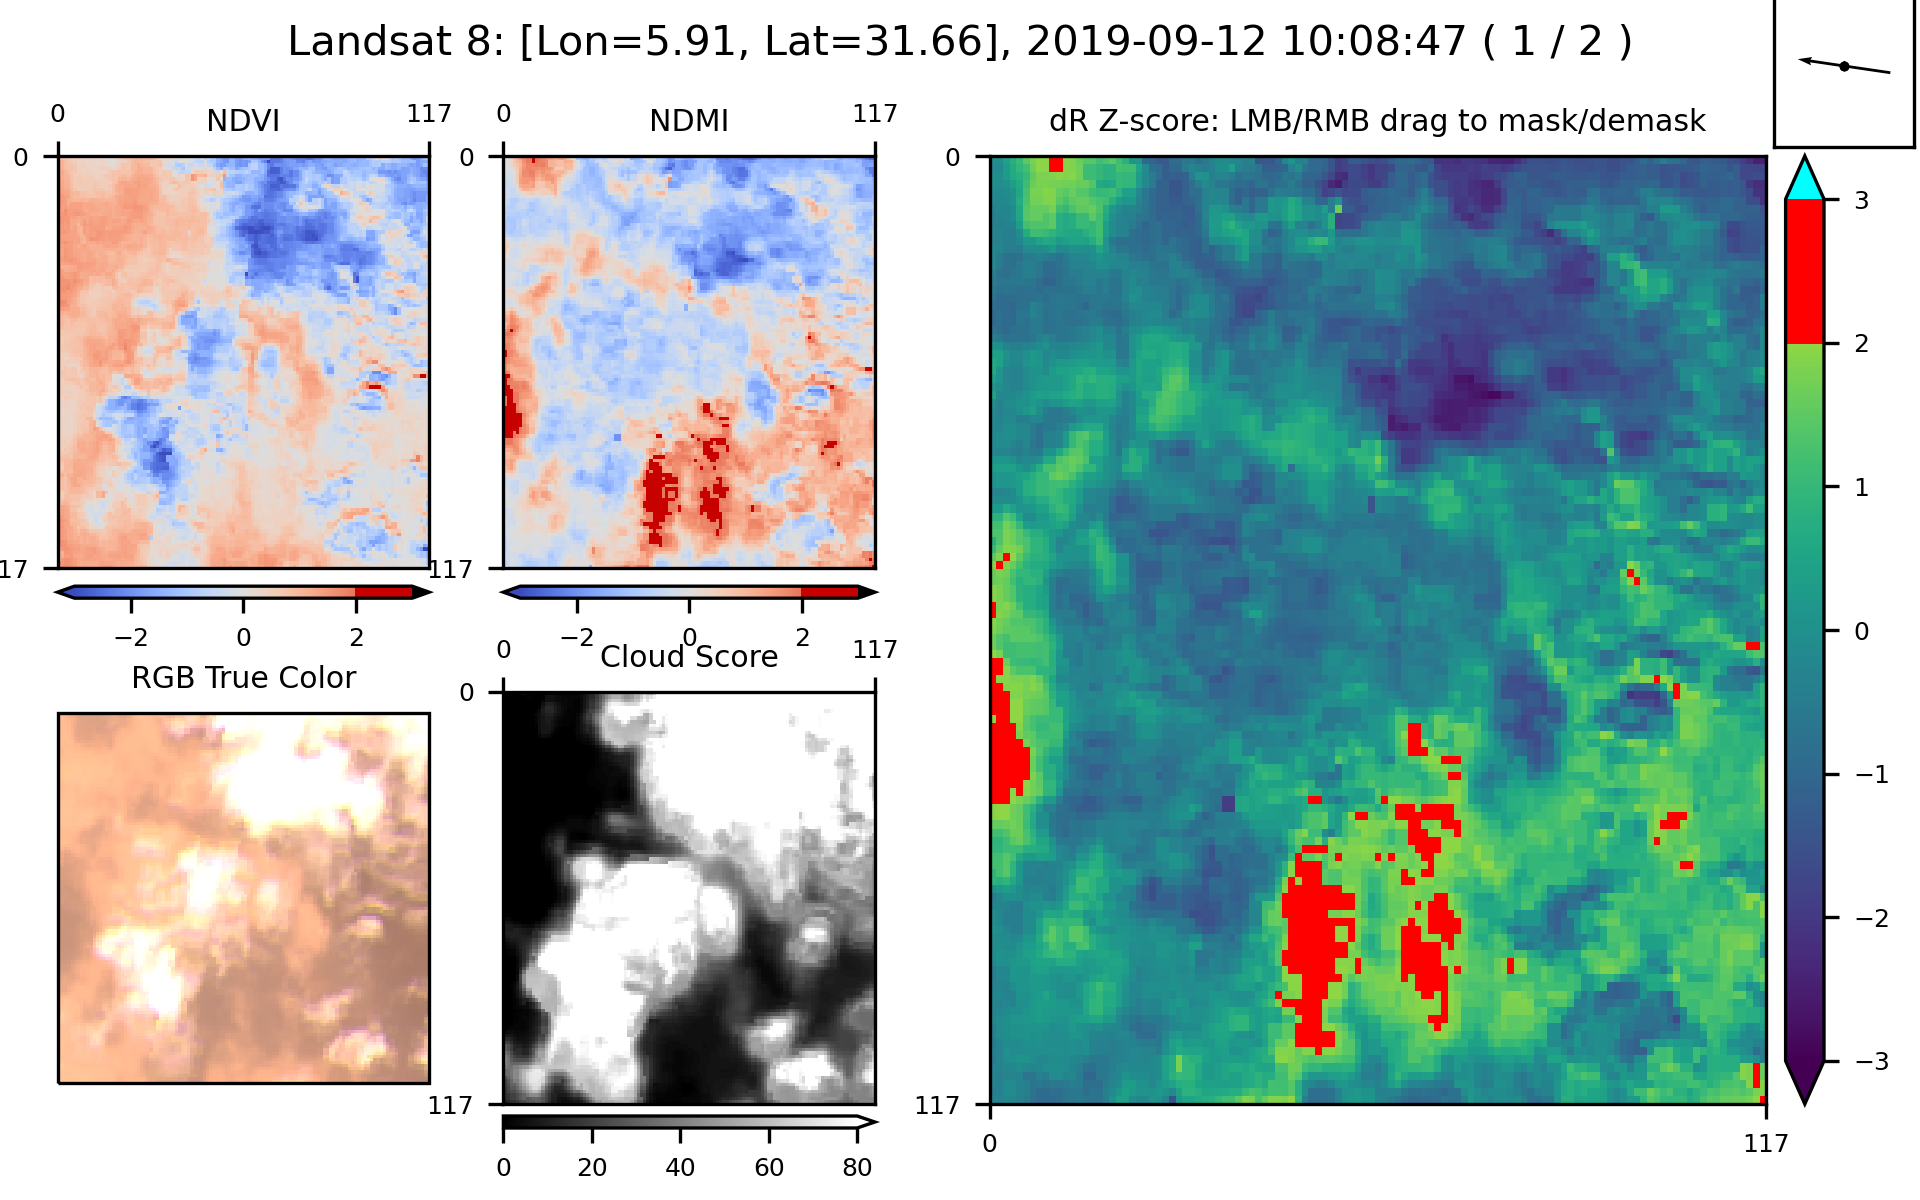 Landsat 8: [Lon=5.91, Lat=31.66], 2019-09-12 10:08:47 ( 1 / 2 )
0 NDVI 117
0
17
−2 0 2
0 NDMI 117
0
117
−2 0 2
dR Z-score: LMB/RMB drag to mask/demask
0
117
0 117
3
2
1
0
−1
−2
−3
RGB True Color
0 Cloud Score 117
0
117
0 20 40 60 80